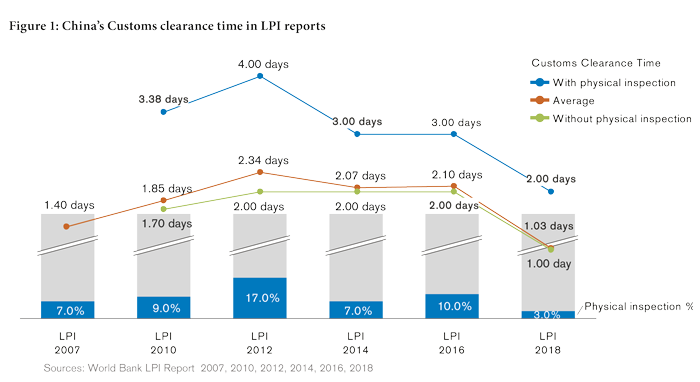 Figure 1: China's Customs clearance time in LPI reports
Customs Clearance Time
With physical inspection
Average
Without physical inspection
4.00 days
3.38 days
3.00 days
3.00 days
2.34 days
2.07 days
2.10 days
2.00 days
1.85 days
1.40 days
1.70 days
2.00 days
2.00 days
2.00 days
1.03 days
1.00 day
7.0%
9.0%
17.0%
7.0%
10.0%
3.0%
Physical inspection %
LPI 2007
LPI 2010
LPI 2012
LPI 2014
LPI 2016
LPI 2018
Sources: World Bank LPI Report 2007, 2010, 2012, 2014, 2016, 2018